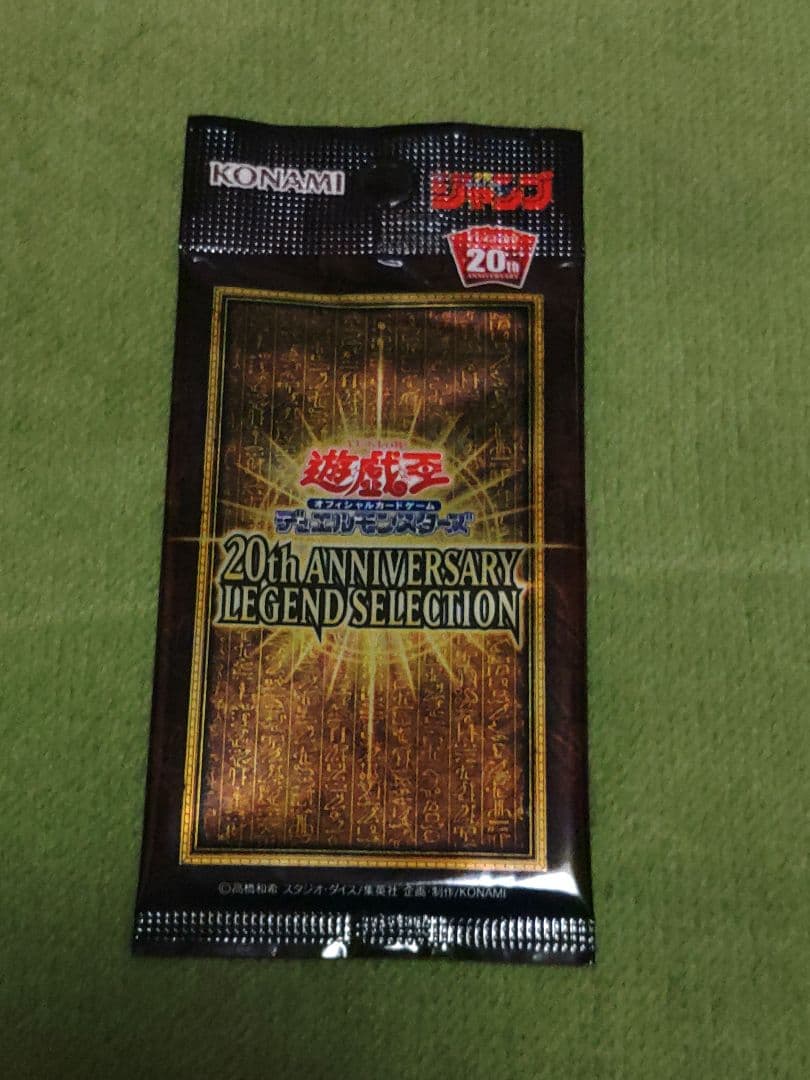 KONAMI
ジャンプ
20th
ANNIVERSARY
遊戯王
オフィシャルカードゲーム
デュエルモンスターズ
20th ANNIVERSARY
LEGEND SELECTION
©高橋和希 スタジオ・ダイス/集英社 企画・制作/KONAMI